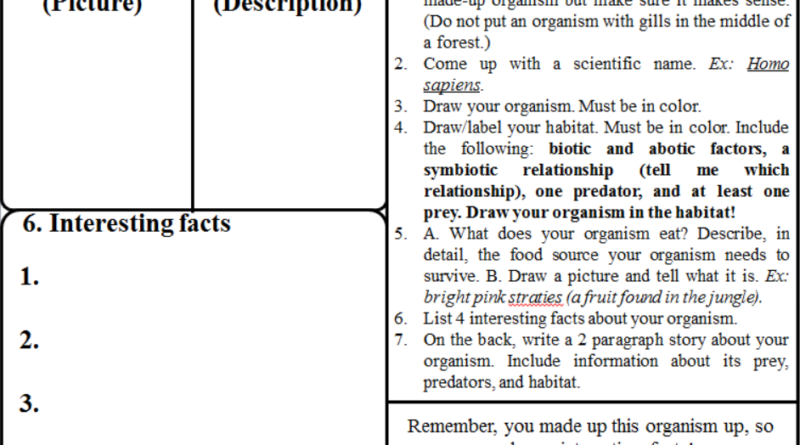 (Picture)
(Description)
6. Interesting facts
1.
2.
3.
made-up organism but make sure it makes sense.
(Do not put an organism with gills in the middle of
a forest.)
2. Come up with a scientific name. Ex: Homo
sapiens.
3. Draw your organism. Must be in color.
4. Draw/label your habitat. Must be in color. Include
the following: biotic and abotic factors, a
symbiotic relationship (tell me which
relationship), one predator, and at least one
prey. Draw your organism in the habitat!
5. A. What does your organism eat? Describe, in
detail, the food source your organism needs to
survive. B. Draw a picture and tell what it is. Ex:
bright pink straties (a fruit found in the jungle).
6. List 4 interesting facts about your organism.
7. On the back, write a 2 paragraph story about your
organism. Include information about its prey,
predators, and habitat.
Remember, you made up this organism up, so